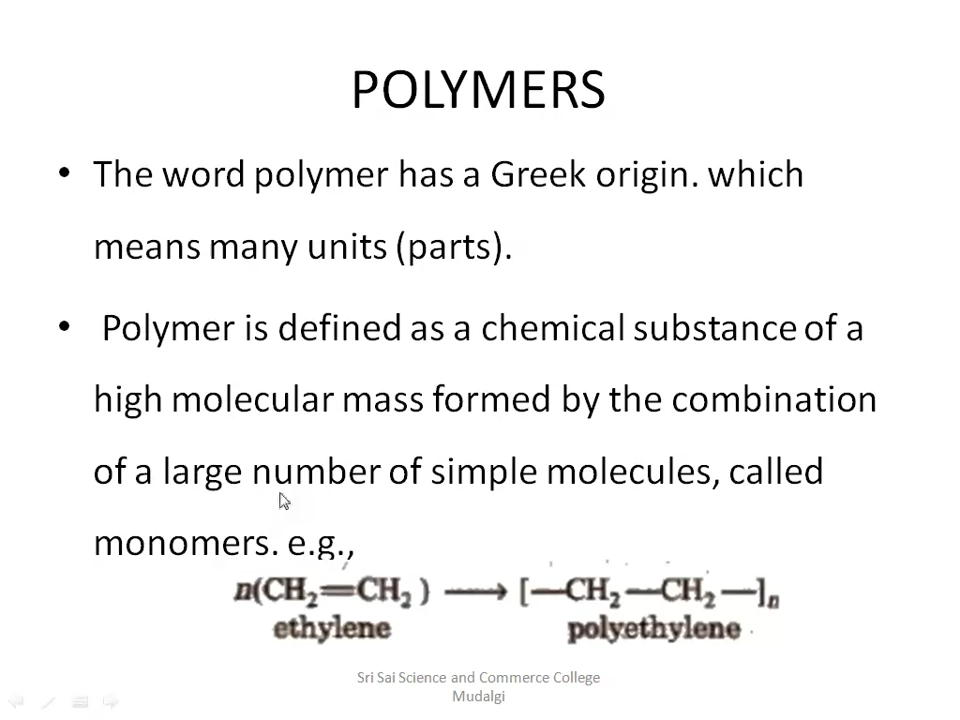 POLYMERS
• The word polymer has a Greek origin. which
means many units (parts).
• Polymer is defined as a chemical substance of a
high molecular mass formed by the combination
of a large number of simple molecules, called
monomers. e.g.,
n(CH₂=CH₂) ⟶ [—CH₂—CH₂—]ₙ
ethylene polyethylene
Sri Sai Science and Commerce College
Mudalgi